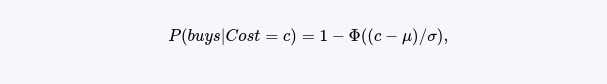 P(buys|Cost = c) = 1 − Φ((c − μ)/σ),